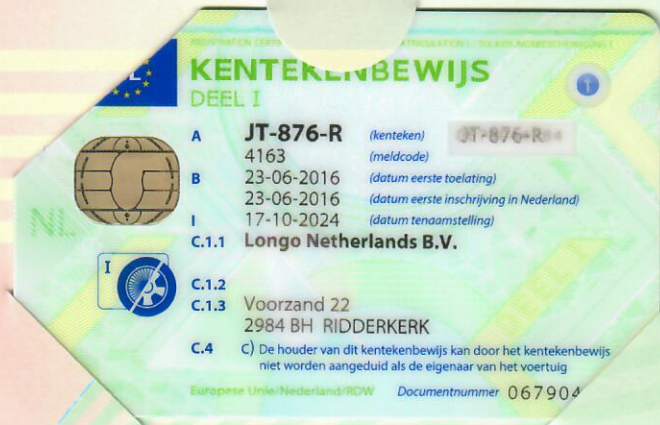 KENTEKENBEWIJS
DEEL I
A JT-876-R (kenteken) JT-876-R
4163 (meldcode)
B 23-06-2016 (datum eerste toelating)
23-06-2016 (datum eerste inschrijving in Nederland)
I 17-10-2024 (datum tenaamstelling)
C.1.1 Longo Netherlands B.V.
I
C.1.2
C.1.3 Voorzand 22
2984 BH RIDDERKERK
C.4 C) De houder van dit kentekenbewijs kan door het kentekenbewijs
niet worden aangeduid als de eigenaar van het voertuig
Europese Unie/Nederland/RDW Documentnummer 067904
NL